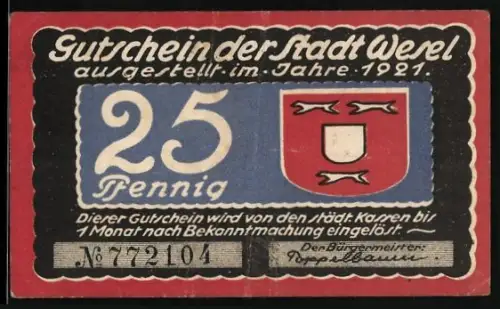 Gutschein der Stadt Wesel
ausgestellt·im·Jahre·1921.
25
Pfennig
Dieser Gutschein wird von den städt. Kassen bis
1 Monat nach Bekanntmachung eingelöst.
№ 772104
Der Bürgermeister:
Poppelbaum